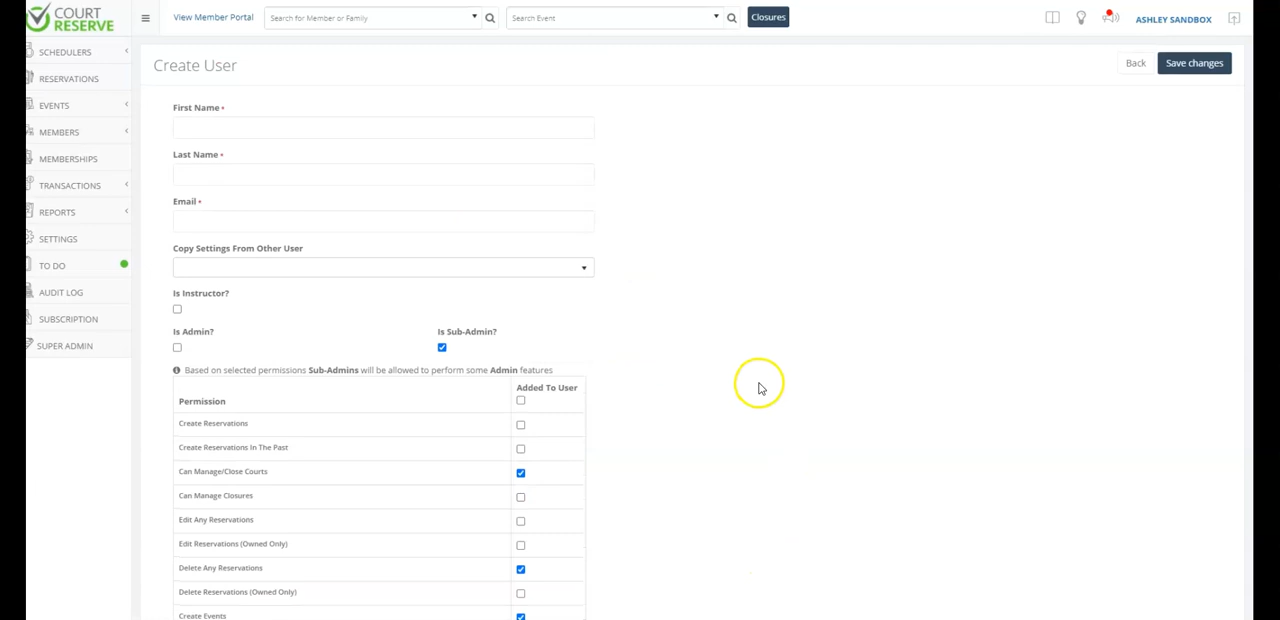 COURT RESERVE
View Member Portal
Search for Member or Family
Search Event
Closures
ASHLEY SANDBOX
SCHEDULERS
RESERVATIONS
EVENTS
MEMBERS
MEMBERSHIPS
TRANSACTIONS
REPORTS
SETTINGS
TO DO
AUDIT LOG
SUBSCRIPTION
SUPER ADMIN
Create User
Back
Save changes
First Name •
Last Name •
Email •
Copy Settings From Other User
Is Instructor?
Is Admin?
Is Sub-Admin?
Based on selected permissions Sub-Admins will be allowed to perform some Admin features
Permission
Added To User
Create Reservations
Create Reservations In The Past
Can Manage/Close Courts
Can Manage Closures
Edit Any Reservations
Edit Reservations (Owned Only)
Delete Any Reservations
Delete Reservations (Owned Only)
Create Events